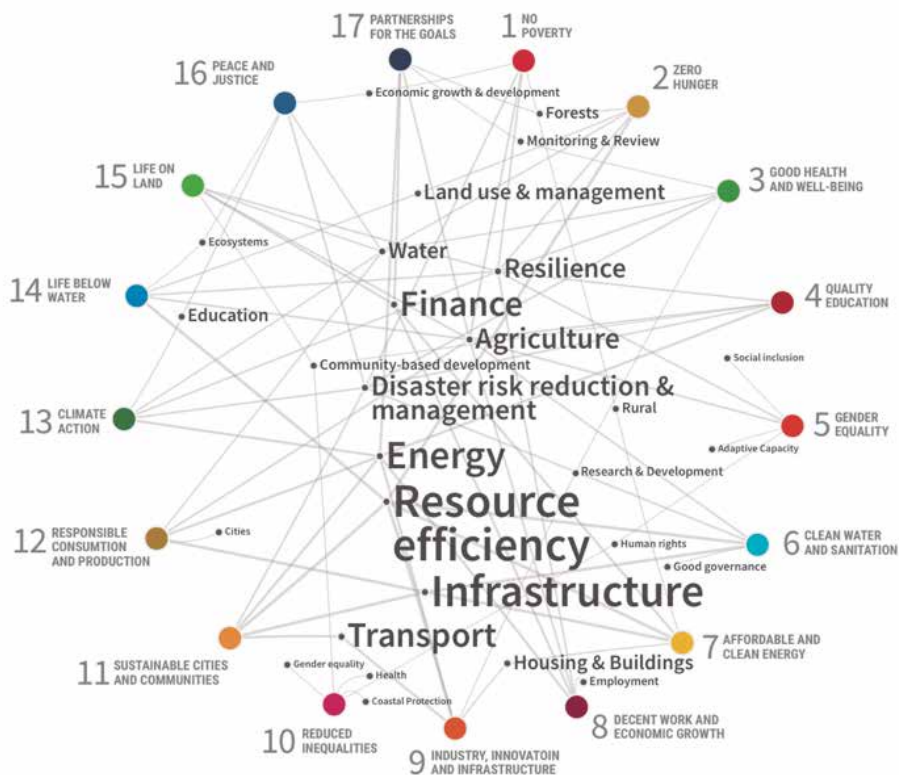 17 PARTNERSHIPS
FOR THE GOALS
1 NO
POVERTY
16 PEACE AND
JUSTICE
2 ZERO
HUNGER
Economic growth & development
Forests
Monitoring & Review
15 LIFE ON
LAND
3 GOOD HEALTH
AND WELL-BEING
Land use & management
Ecosystems
Water
Resilience
14 LIFE BELOW
WATER
4 QUALITY
EDUCATION
Finance
Education
Agriculture
Social inclusion
Community-based development
Disaster risk reduction &
management
Rural
13 CLIMATE
ACTION
5 GENDER
EQUALITY
Adaptive Capacity
Energy
Research & Development
Resource
efficiency
12 RESPONSIBLE
CONSUMTION
AND PRODUCTION
Cities
Human rights
6 CLEAN WATER
AND SANITATION
Good governance
Infrastructure
Transport
7 AFFORDABLE AND
CLEAN ENERGY
11 SUSTAINABLE CITIES
AND COMMUNITIES
Gender equality
Housing & Buildings
Health
Employment
Coastal Protection
10 REDUCED
INEQUALITIES
8 DECENT WORK AND
ECONOMIC GROWTH
9 INDUSTRY, INNOVATOIN
AND INFRASTRUCTURE